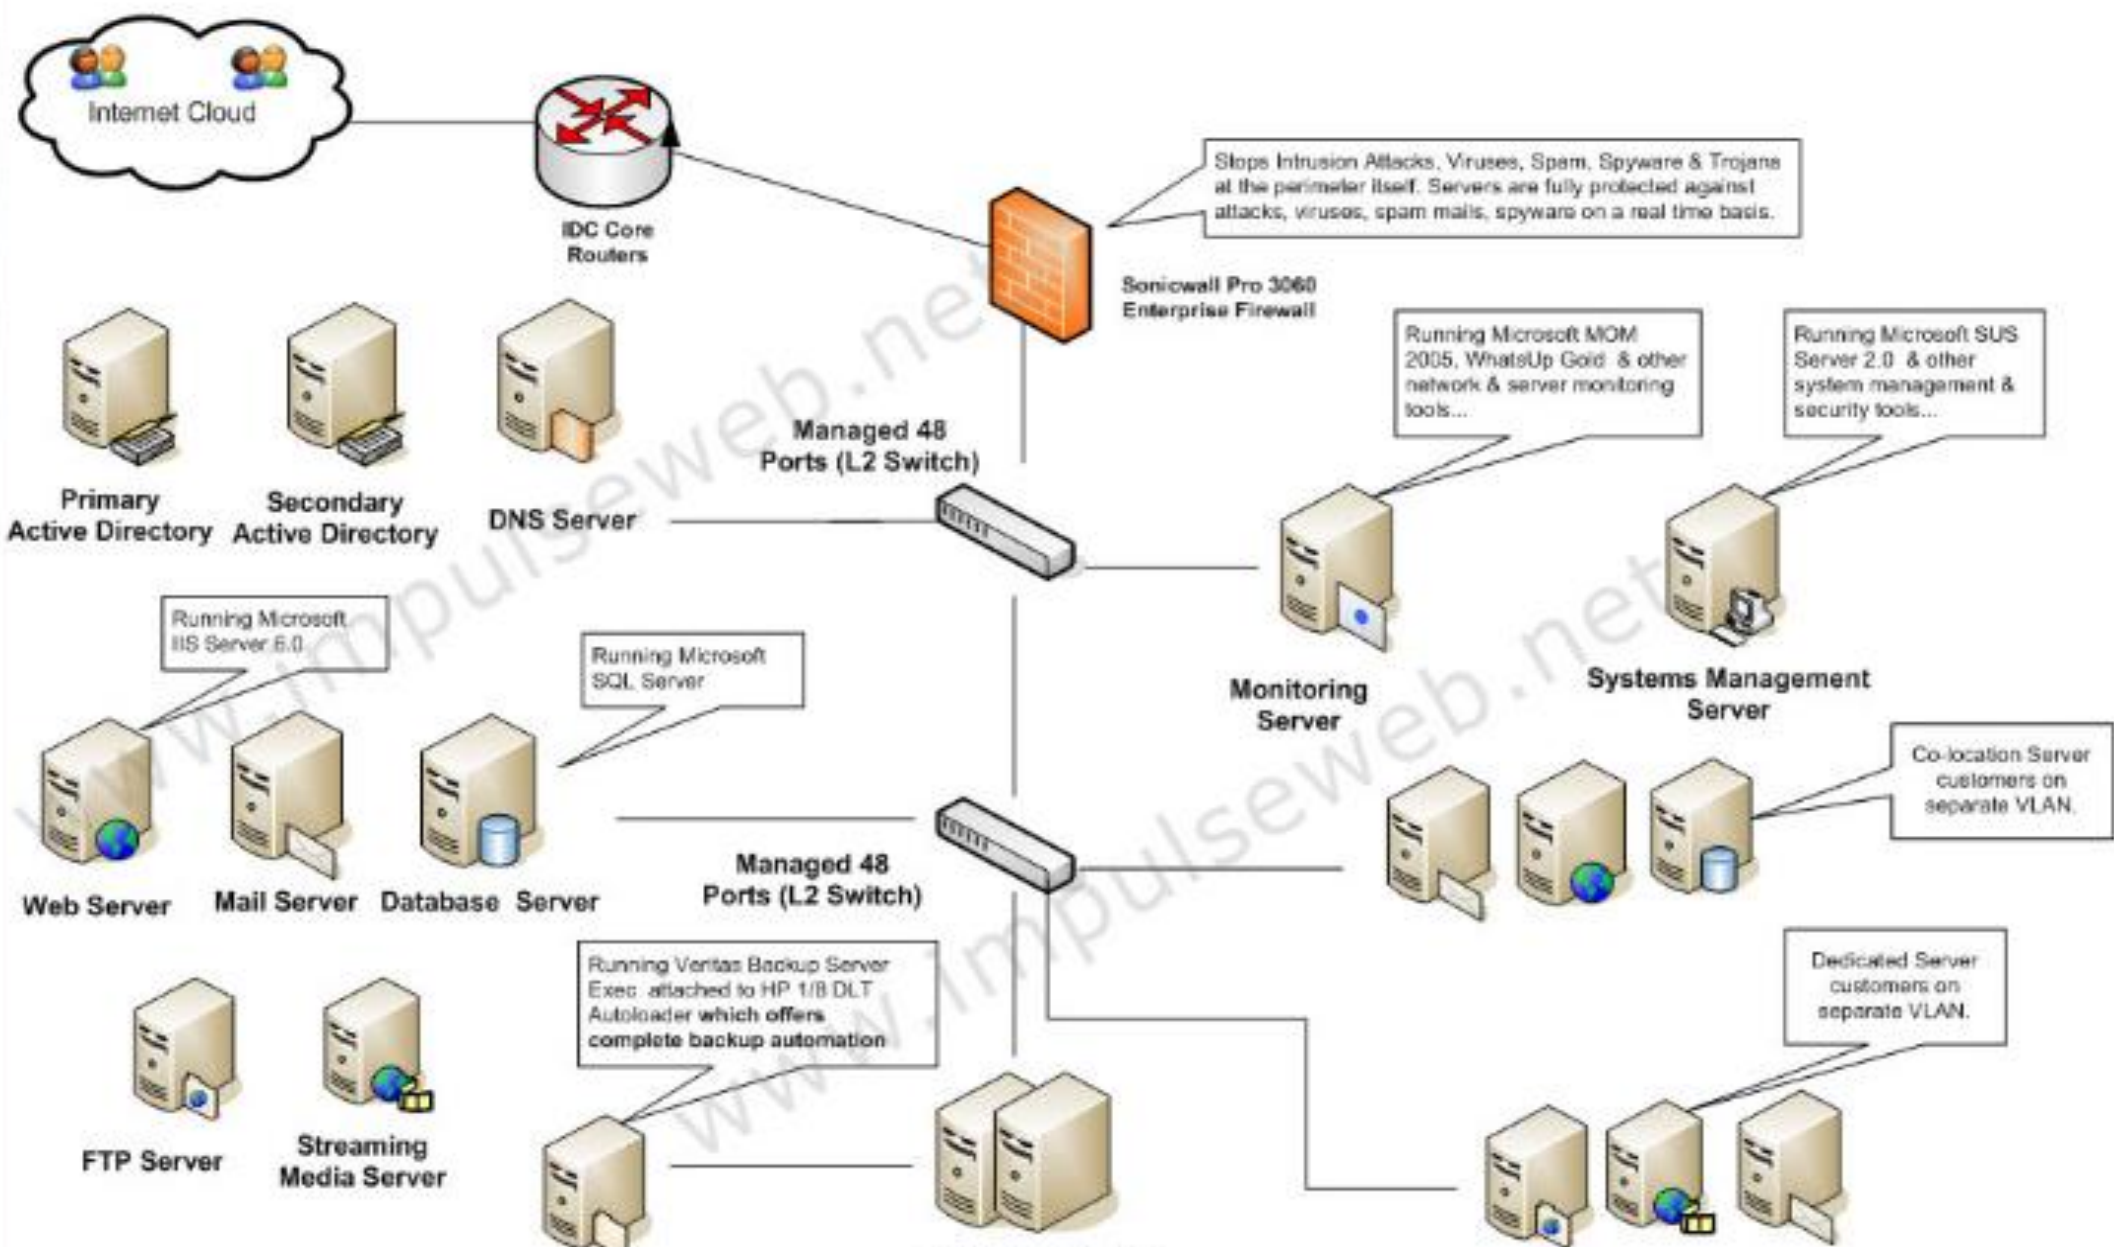 Internet Cloud
IDC Core
Routers
Stops Intrusion Attacks, Viruses, Spam, Spyware & Trojans
at the perimeter itself. Servers are fully protected against
attacks, viruses, spam mails, spyware on a real time basis.
Sonicwall Pro 3060
Enterprise Firewall
Running Microsoft MOM
2005, WhatsUp Gold & other
network & server monitoring
tools...
Running Microsoft SUS
Server 2.0 & other
system management &
security tools...
Managed 48
Ports (L2 Switch)
Primary
Active Directory
Secondary
Active Directory
DNS Server
Running Microsoft
IIS Server 6.0
Running Microsoft
SQL Server
Monitoring
Server
Systems Management
Server
Co-location Server
customers on
separate VLAN.
Web Server
Mail Server
Database Server
Managed 48
Ports (L2 Switch)
Running Veritas Backup Server
Exec attached to HP 1/8 DLT
Autoloader which offers
complete backup automation
Dedicated Server
customers on
separate VLAN.
FTP Server
Streaming
Media Server
www.impulseweb.net
www.impulseweb.net